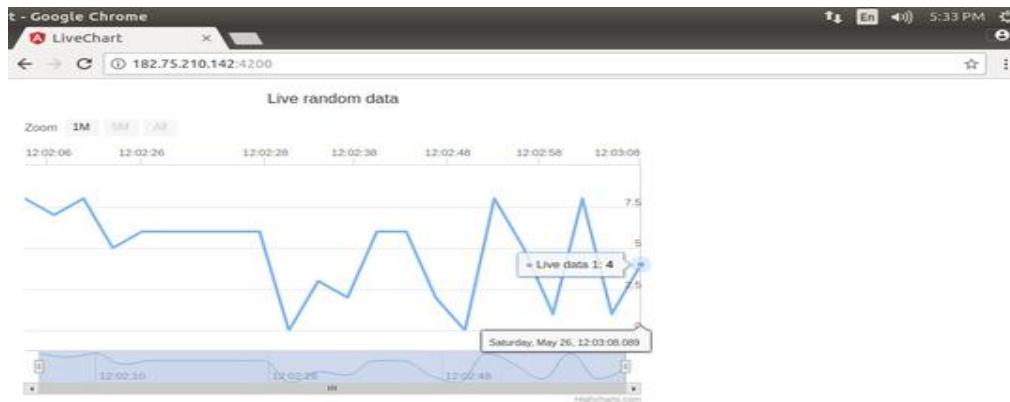 t - Google Chrome
En
5:33 PM
LiveChart ×
182.75.210.142:4200
Live random data
Zoom 1M 5M All
12:02:06 12:02:26 12:02:28 12:02:38 12:02:48 12:02:58 12:03:08
7.5
5
Live data 1: 4
2.5
0
Saturday, May 26, 12:03:08.089
12:02:10 12:02:48
Highcharts.com